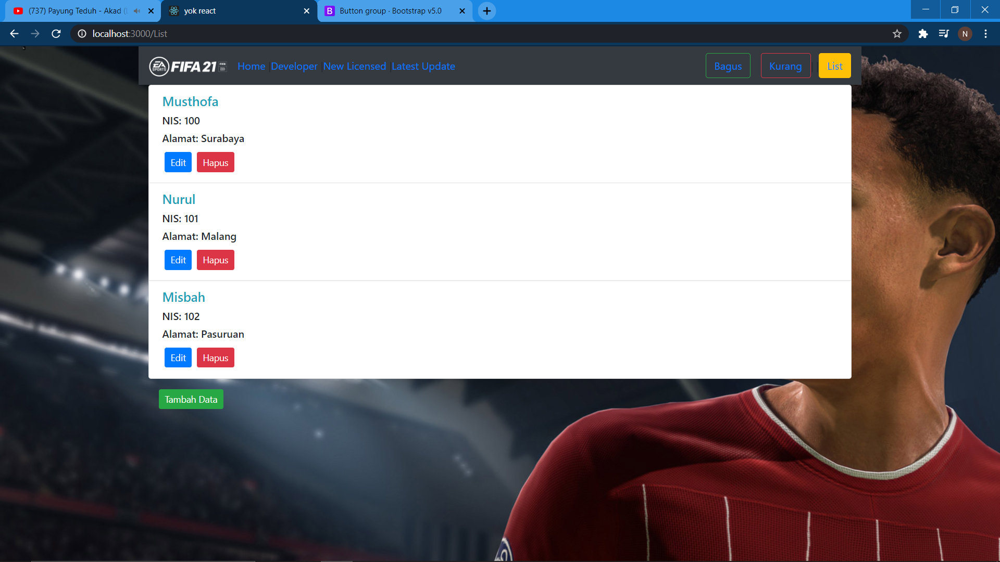 (737) Payung Teduh - Akad (
yok react
Button group · Bootstrap v5.0
localhost:3000/List
N
EA SPORTS FIFA 21
Home Developer New Licensed Latest Update
Bagus
Kurang
List
Musthofa
NIS: 100
Alamat: Surabaya
Edit Hapus
Nurul
NIS: 101
Alamat: Malang
Edit Hapus
Misbah
NIS: 102
Alamat: Pasuruan
Edit Hapus
Tambah Data